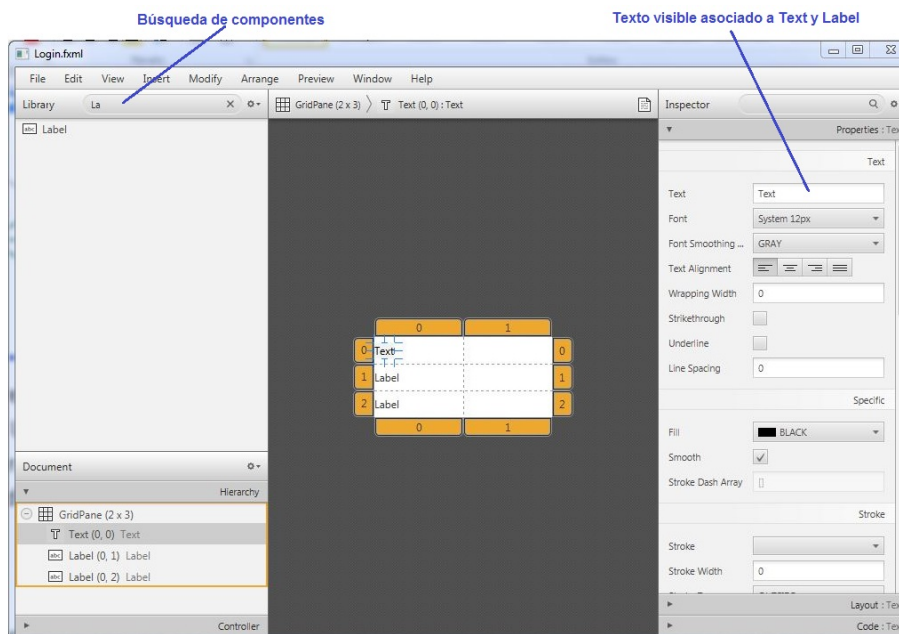 Búsqueda de componentes
Texto visible asociado a Text y Label
Login.fxml
File Edit View Insert Modify Arrange Preview Window Help
Library La
GridPane (2 x 3) Text (0, 0) : Text
Inspector
abc Label
Properties : Tex
Text
Text Text
Font System 12px
Font Smoothing ... GRAY
Text Alignment
Wrapping Width 0
Strikethrough
Underline
Line Spacing 0
Specific
Fill BLACK
Smooth
Stroke Dash Array []
Stroke
Stroke
Stroke Width 0
Layout : Tex
Code : Tex
0 1
0 Text 0
1 Label 1
2 Label 2
0 1
Document
Hierarchy
GridPane (2 x 3)
T Text (0, 0) Text
abc Label (0, 1) Label
abc Label (0, 2) Label
Controller